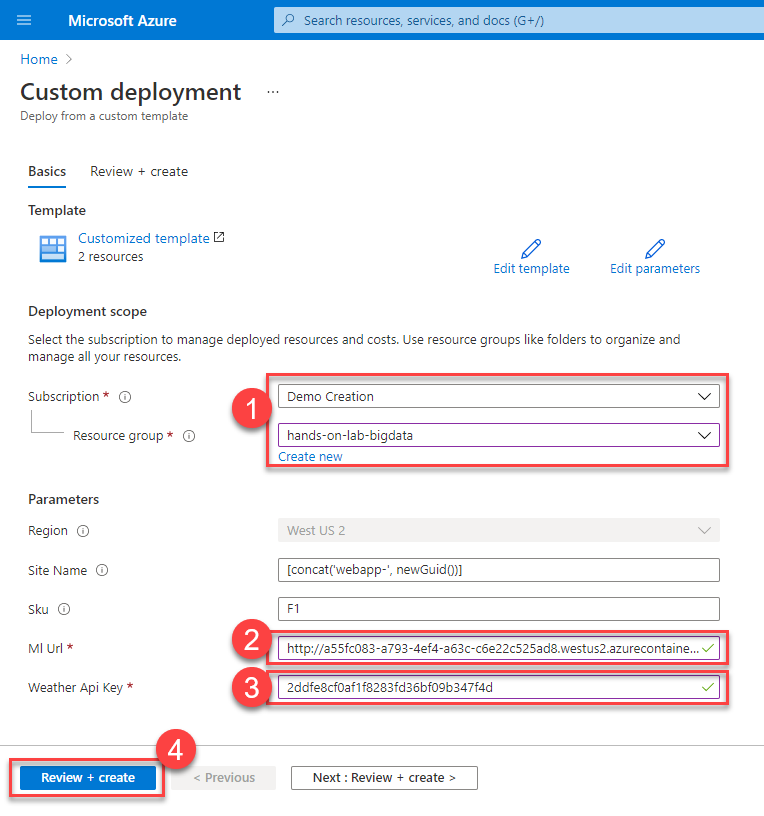 Microsoft Azure
Search resources, services, and docs (G+/)
Home >
Custom deployment ...
Deploy from a custom template
Basics Review + create
Template
Customized template
2 resources
Edit template Edit parameters
Deployment scope
Select the subscription to manage deployed resources and costs. Use resource groups like folders to organize and
manage all your resources.
Subscription * 1 Demo Creation
Resource group * hands-on-lab-bigdata
Create new
Parameters
Region West US 2
Site Name [concat('webapp-', newGuid())]
Sku F1
Ml Url * 2 http://a55fc083-a793-4ef4-a63c-c6e22c525ad8.westus2.azurecontaine...
Weather Api Key * 3 2ddfe8cf0af1f8283fd36bf09b347f4d
4
Review + create < Previous Next : Review + create >